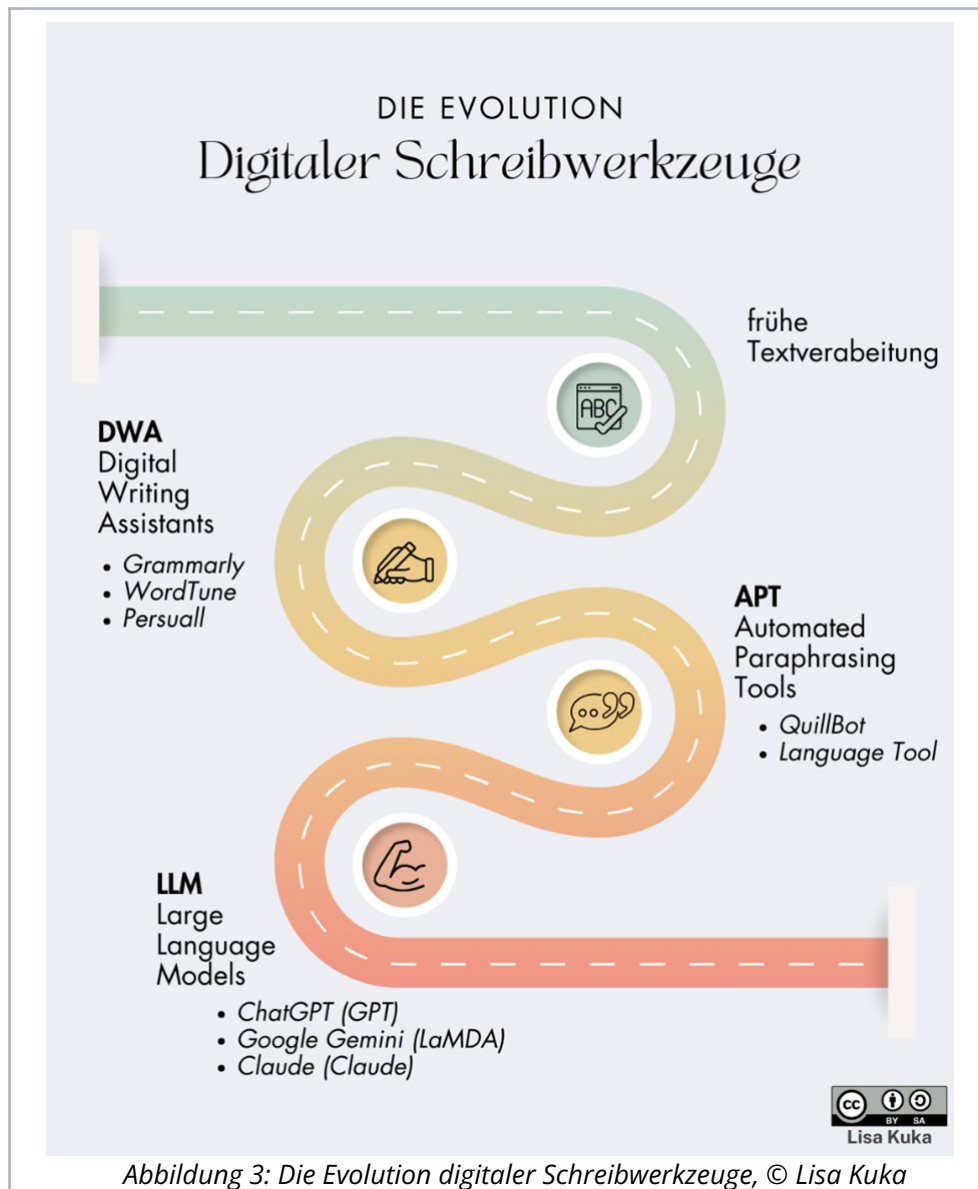 DIE EVOLUTION
Digitaler Schreibwerkzeuge
frühe
Textverabeitung
ABC
DWA
Digital
Writing
Assistants
• Grammarly
• WordTune
• Persuall
APT
Automated
Paraphrasing
Tools
• QuillBot
• Language Tool
LLM
Large
Language
Models
• ChatGPT (GPT)
• Google Gemini (LaMDA)
• Claude (Claude)
cc
BY SA
Lisa Kuka
Abbildung 3: Die Evolution digitaler Schreibwerkzeuge, © Lisa Kuka